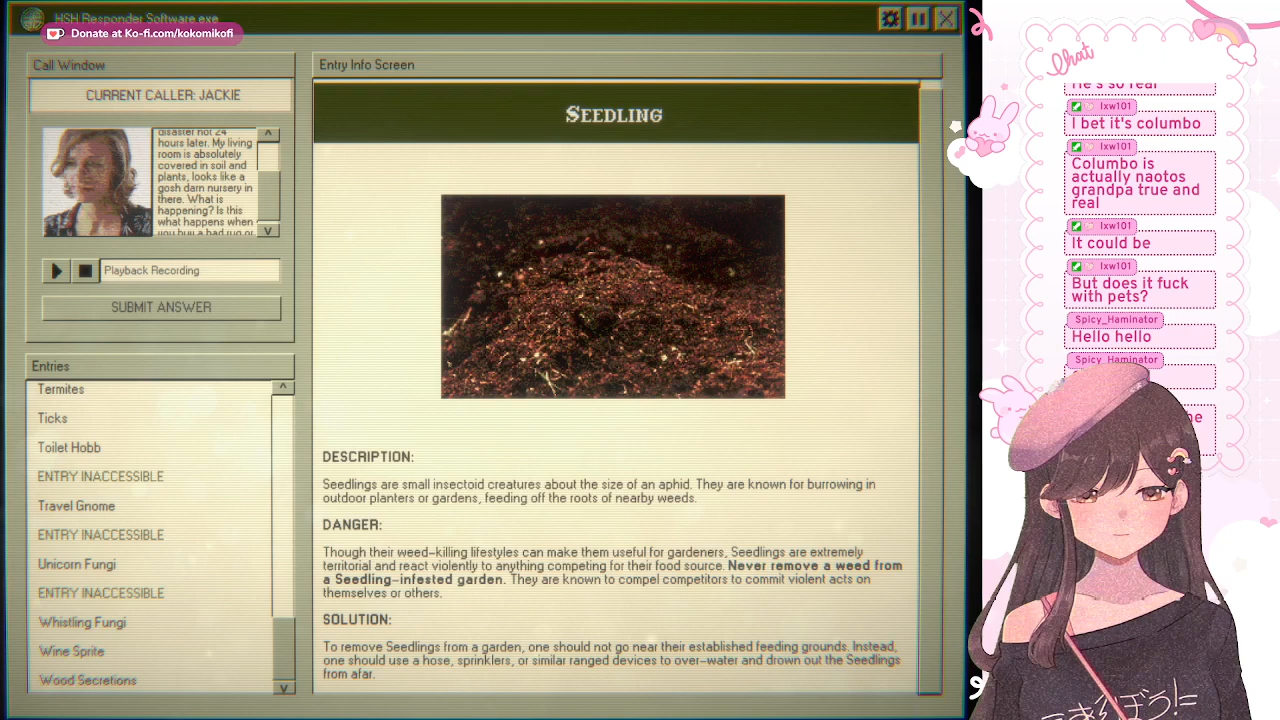 HSH Responder Software.exe
Donate at Ko-fi.com/kokomikofi
Call Window
CURRENT CALLER: JACKIE
disaster not 24
hours later. My living
room is absolutely
covered in soil and
plants, looks like a
gosh darn nursery in
there. What is
happening? Is this
what happens when
you buy a bad rug or
Playback Recording
SUBMIT ANSWER
Entries
Termites
Ticks
Toilet Hobb
ENTRY INACCESSIBLE
Travel Gnome
ENTRY INACCESSIBLE
Unicorn Fungi
ENTRY INACCESSIBLE
Whistling Fungi
Wine Sprite
Wood Secretions
Entry Info Screen
SEEDLING
DESCRIPTION:
Seedlings are small insectoid creatures about the size of an aphid. They are known for burrowing in
outdoor planters or gardens, feeding off the roots of nearby weeds.
DANGER:
Though their weed-killing lifestyles can make them useful for gardeners, Seedlings are extremely
territorial and react violently to anything competing for their food source. Never remove a weed from
a Seedling-infested garden. They are known to compel competitors to commit violent acts on
themselves or others.
SOLUTION:
To remove Seedlings from a garden, one should not go near their established feeding grounds. Instead,
one should use a hose, sprinklers, or similar ranged devices to over-water and drown out the Seedlings
from afar.
Chat
He's so real
lxw101
I bet it's columbo
lxw101
Columbo is
actually naotos
grandpa true and
real
lxw101
It could be
lxw101
But does it fuck
with pets?
Spicy_Haminator
Hello hello
Spicy_Haminator